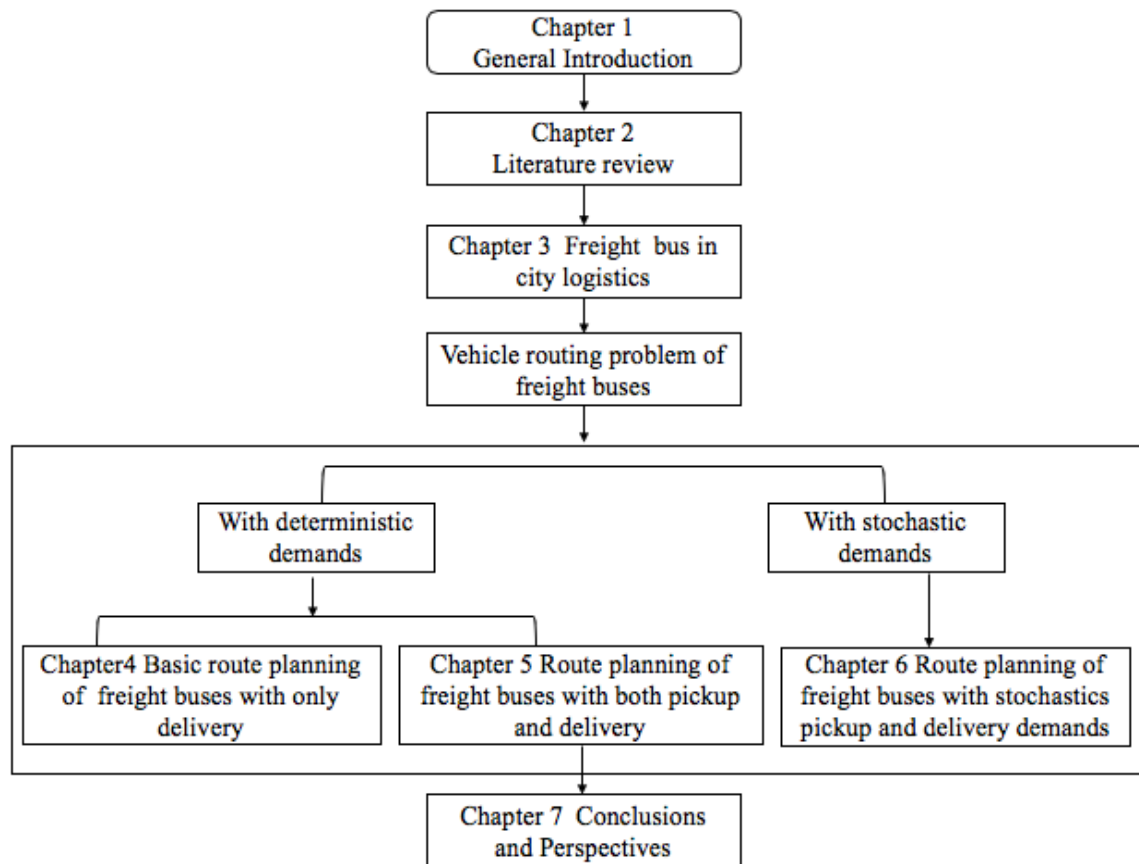 Chapter 1
General Introduction
Chapter 2
Literature review
Chapter 3 Freight bus in
city logistics
Vehicle routing problem of
freight buses
With deterministic
demands
With stochastic
demands
Chapter4 Basic route planning
of freight buses with only
delivery
Chapter 5 Route planning of
freight buses with both pickup
and delivery
Chapter 6 Route planning of
freight buses with stochastics
pickup and delivery demands
Chapter 7 Conclusions
and Perspectives